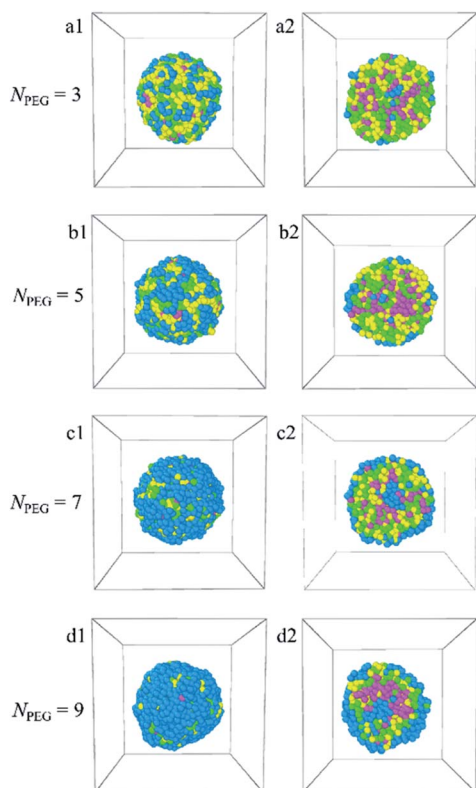 a1 a2
N_PEG = 3
b1 b2
N_PEG = 5
c1 c2
N_PEG = 7
d1 d2
N_PEG = 9